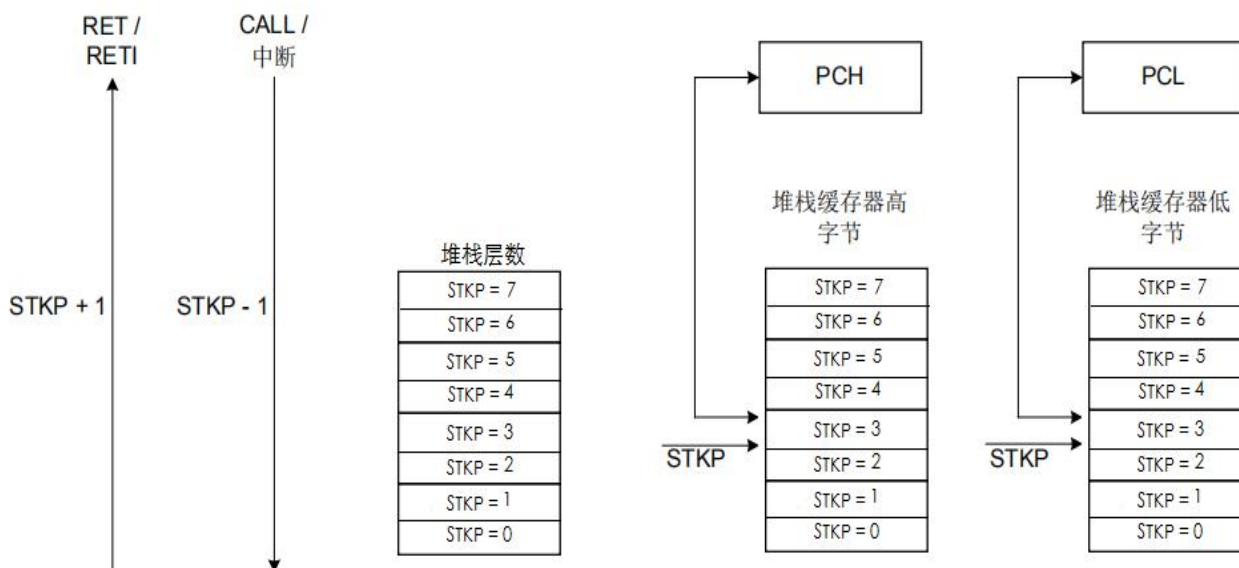 RET /
RETI
CALL /
中断
PCH
PCL
堆栈缓存器高
字节
堆栈缓存器低
字节
堆栈层数
STKP + 1
STKP - 1
STKP = 7
STKP = 6
STKP = 5
STKP = 4
STKP = 3
STKP = 2
STKP = 1
STKP = 0
STKP
STKP = 7
STKP = 6
STKP = 5
STKP = 4
STKP = 3
STKP = 2
STKP = 1
STKP = 0
STKP
STKP = 7
STKP = 6
STKP = 5
STKP = 4
STKP = 3
STKP = 2
STKP = 1
STKP = 0